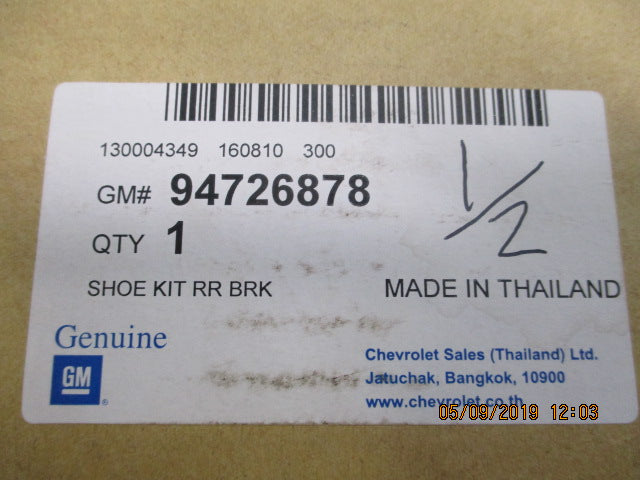 130004349 160810 300
GM# 94726878
QTY 1
1/2
SHOE KIT RR BRK
MADE IN THAILAND
Genuine
GM
Chevrolet Sales (Thailand) Ltd.
Jatuchak, Bangkok, 10900
www.chevrolet.co.th
05/09/2019 12:03